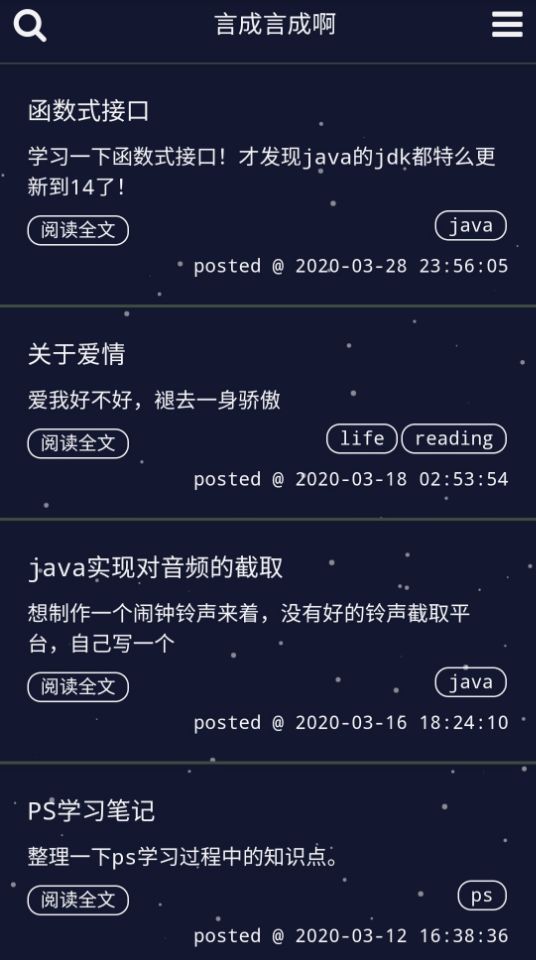 言成言成啊
函数式接口
学习一下函数式接口！才发现java的jdk都特么更
新到14了！
阅读全文
java
posted @ 2020-03-28 23:56:05
关于爱情
爱我好不好，褪去一身骄傲
阅读全文
life
reading
posted @ 2020-03-18 02:53:54
java实现对音频的截取
想制作一个闹钟铃声来着，没有好的铃声截取平
台，自己写一个
阅读全文
java
posted @ 2020-03-16 18:24:10
PS学习笔记
整理一下ps学习过程中的知识点。
阅读全文
ps
posted @ 2020-03-12 16:38:36